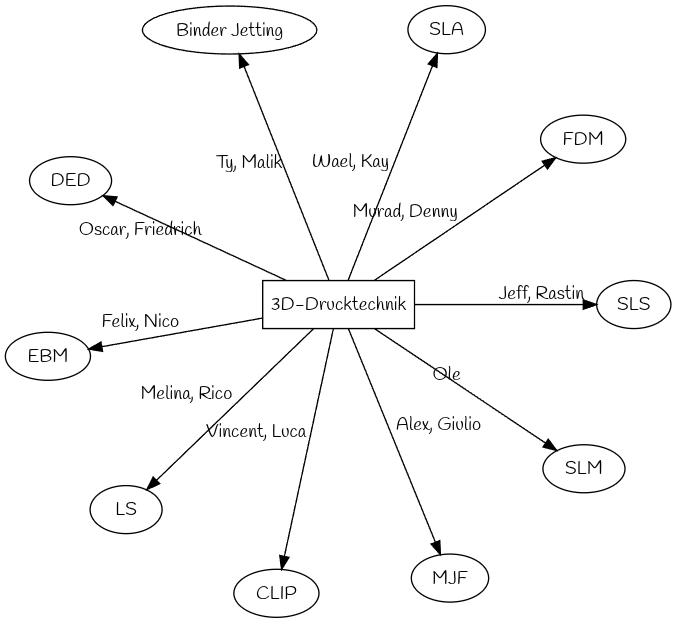 Binder Jetting
SLA
FDM
Ty, Malik
Wael, Kay
DED
Murad, Denny
Oscar, Friedrich
Jeff, Rastin
3D-Drucktechnik
SLS
Felix, Nico
EBM
Ole
Melina, Rico
Alex, Giulio
Vincent, Luca
SLM
LS
MJF
CLIP